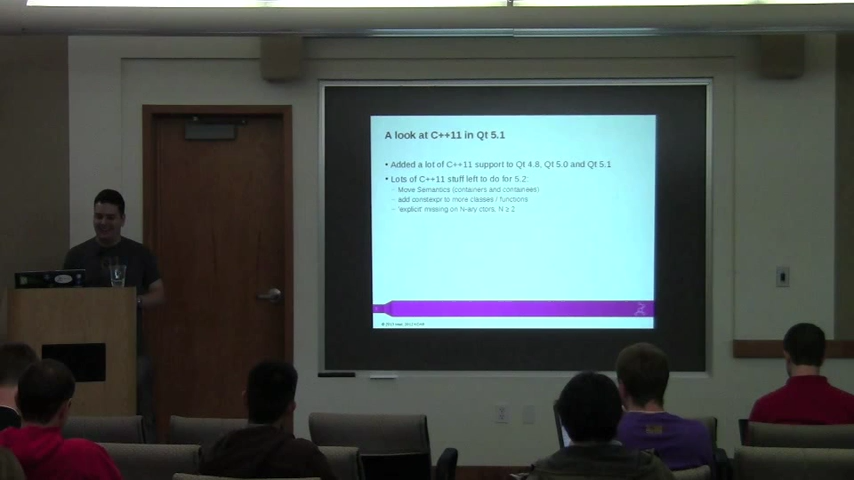 A look at C++11 in Qt 5.1
• Added a lot of C++11 support to Qt 4.8, Qt 5.0 and Qt 5.1
• Lots of C++11 stuff left to do for 5.2:
Move Semantics (containers and containees)
add constexpr to more classes / functions
'explicit' missing on N-ary ctors, N ≥ 2